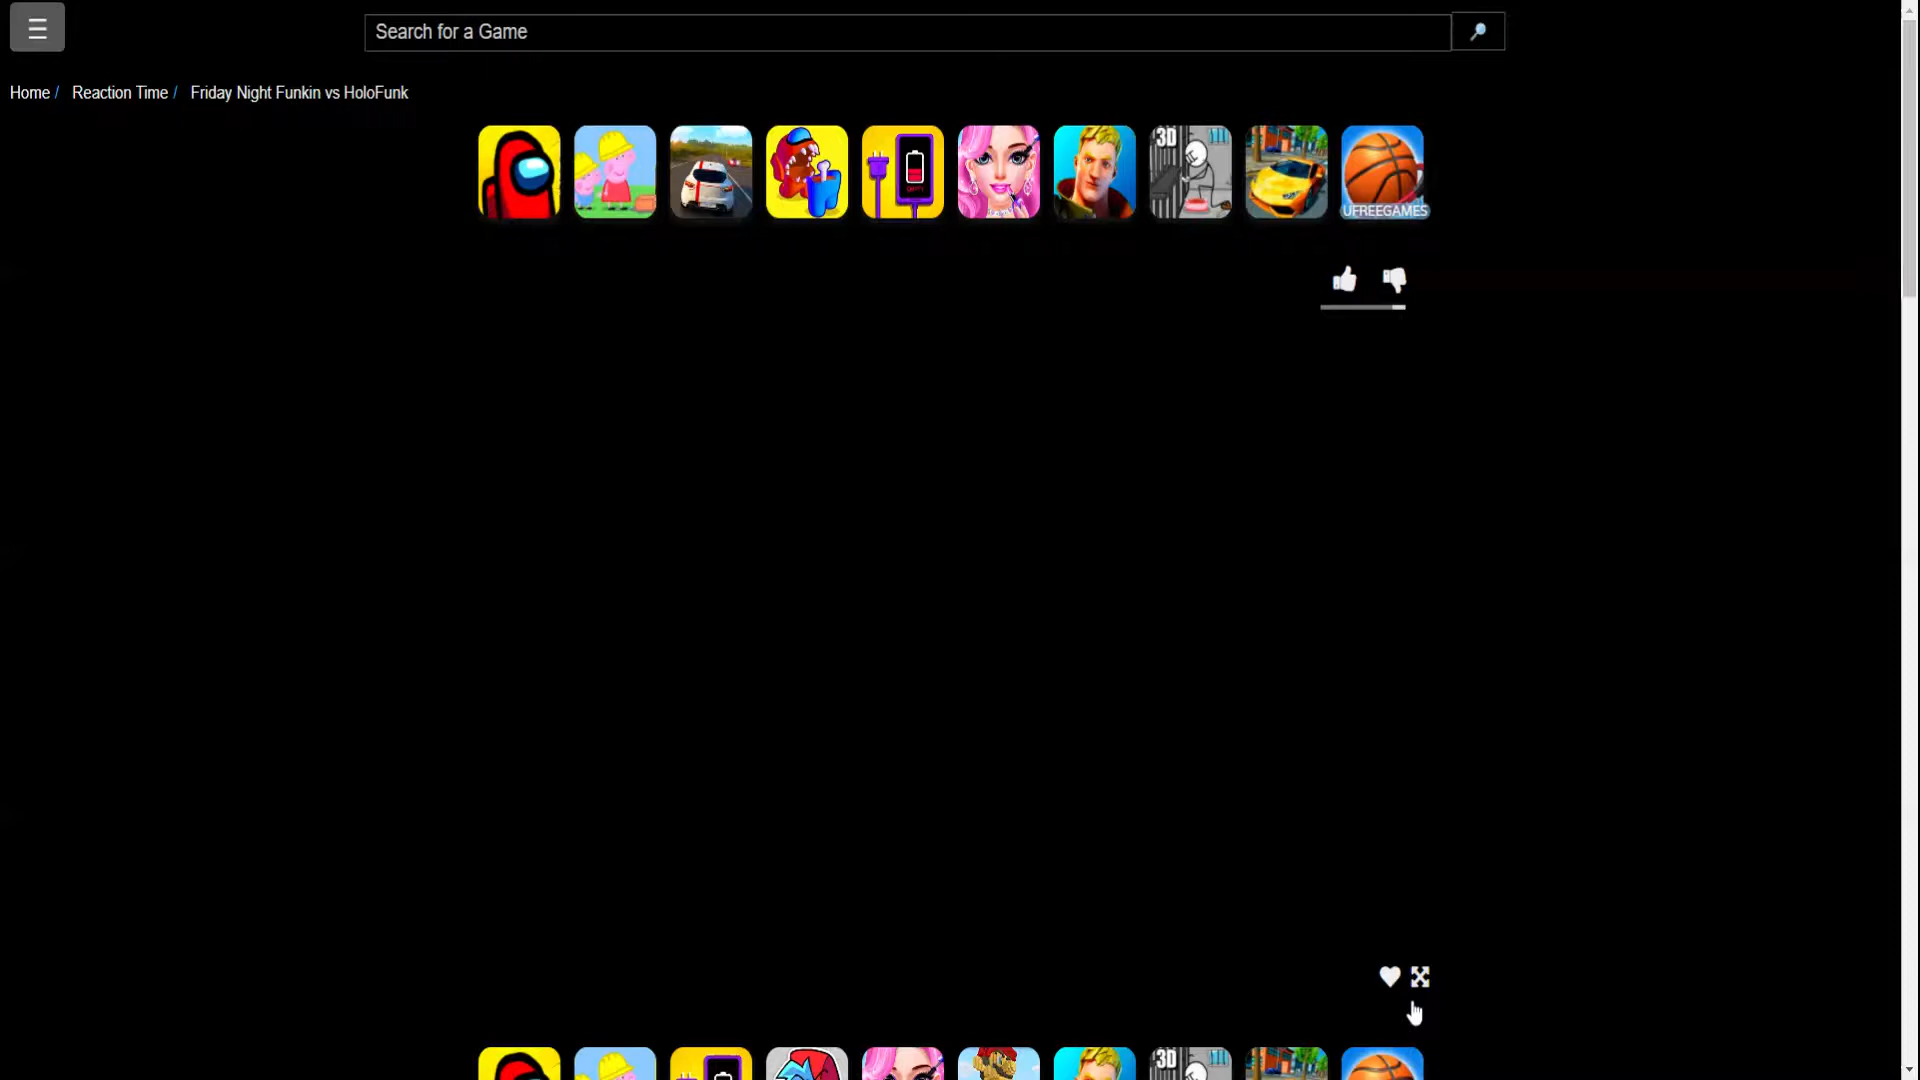 Search for a Game
Home / Reaction Time / Friday Night Funkin vs HoloFunk
3D
UFREEGAMES
3D